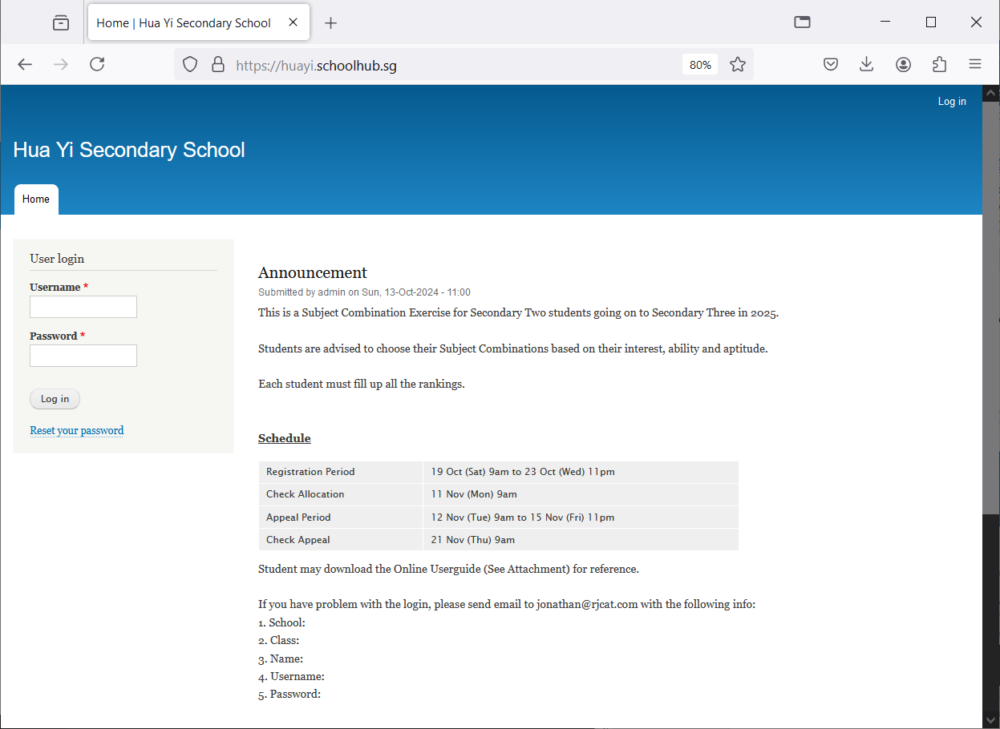 Home | Hua Yi Secondary School
https://huayi.schoolhub.sg
80%
Log in
Hua Yi Secondary School
Home
User login
Username *
Password *
Log in
Reset your password
Announcement
Submitted by admin on Sun, 13-Oct-2024 - 11:00
This is a Subject Combination Exercise for Secondary Two students going on to Secondary Three in 2025.
Students are advised to choose their Subject Combinations based on their interest, ability and aptitude.
Each student must fill up all the rankings.
Schedule
Registration Period 19 Oct (Sat) 9am to 23 Oct (Wed) 11pm
Check Allocation 11 Nov (Mon) 9am
Appeal Period 12 Nov (Tue) 9am to 15 Nov (Fri) 11pm
Check Appeal 21 Nov (Thu) 9am
Student may download the Online Userguide (See Attachment) for reference.
If you have problem with the login, please send email to jonathan@rjcat.com with the following info:
1. School:
2. Class:
3. Name:
4. Username:
5. Password: